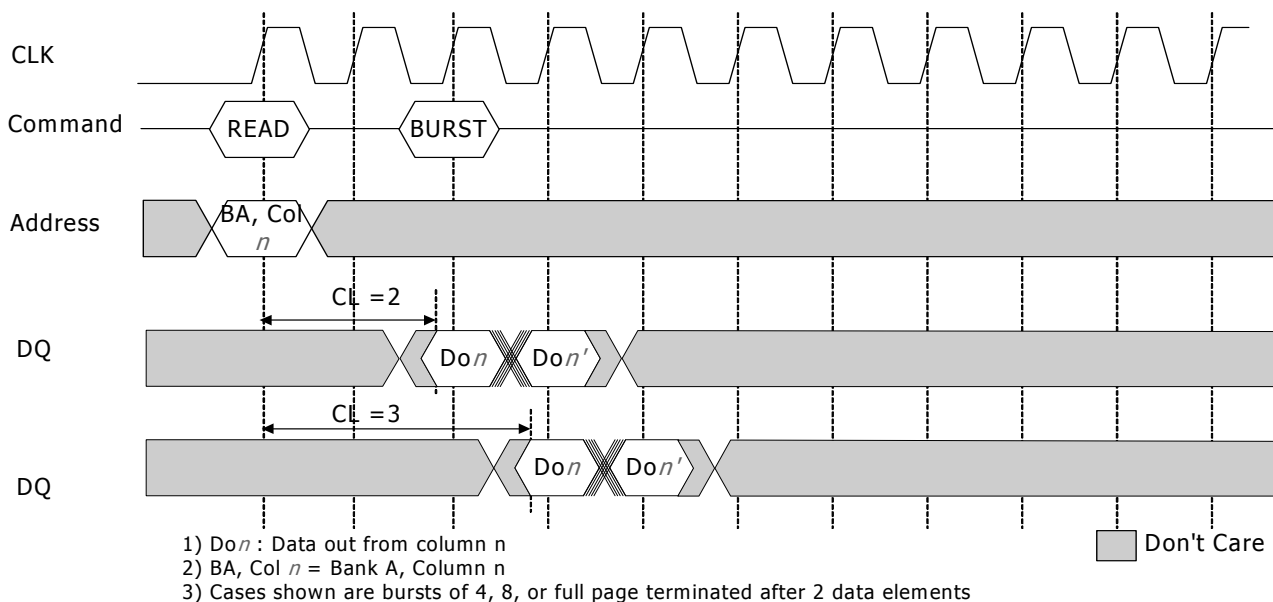 CLK
Command
READ
BURST
Address
BA, Col
n
CL =2
DQ
Don
Don'
CL =3
DQ
Don
Don'
1) Don : Data out from column n
2) BA, Col n = Bank A, Column n
3) Cases shown are bursts of 4, 8, or full page terminated after 2 data elements
Don't Care